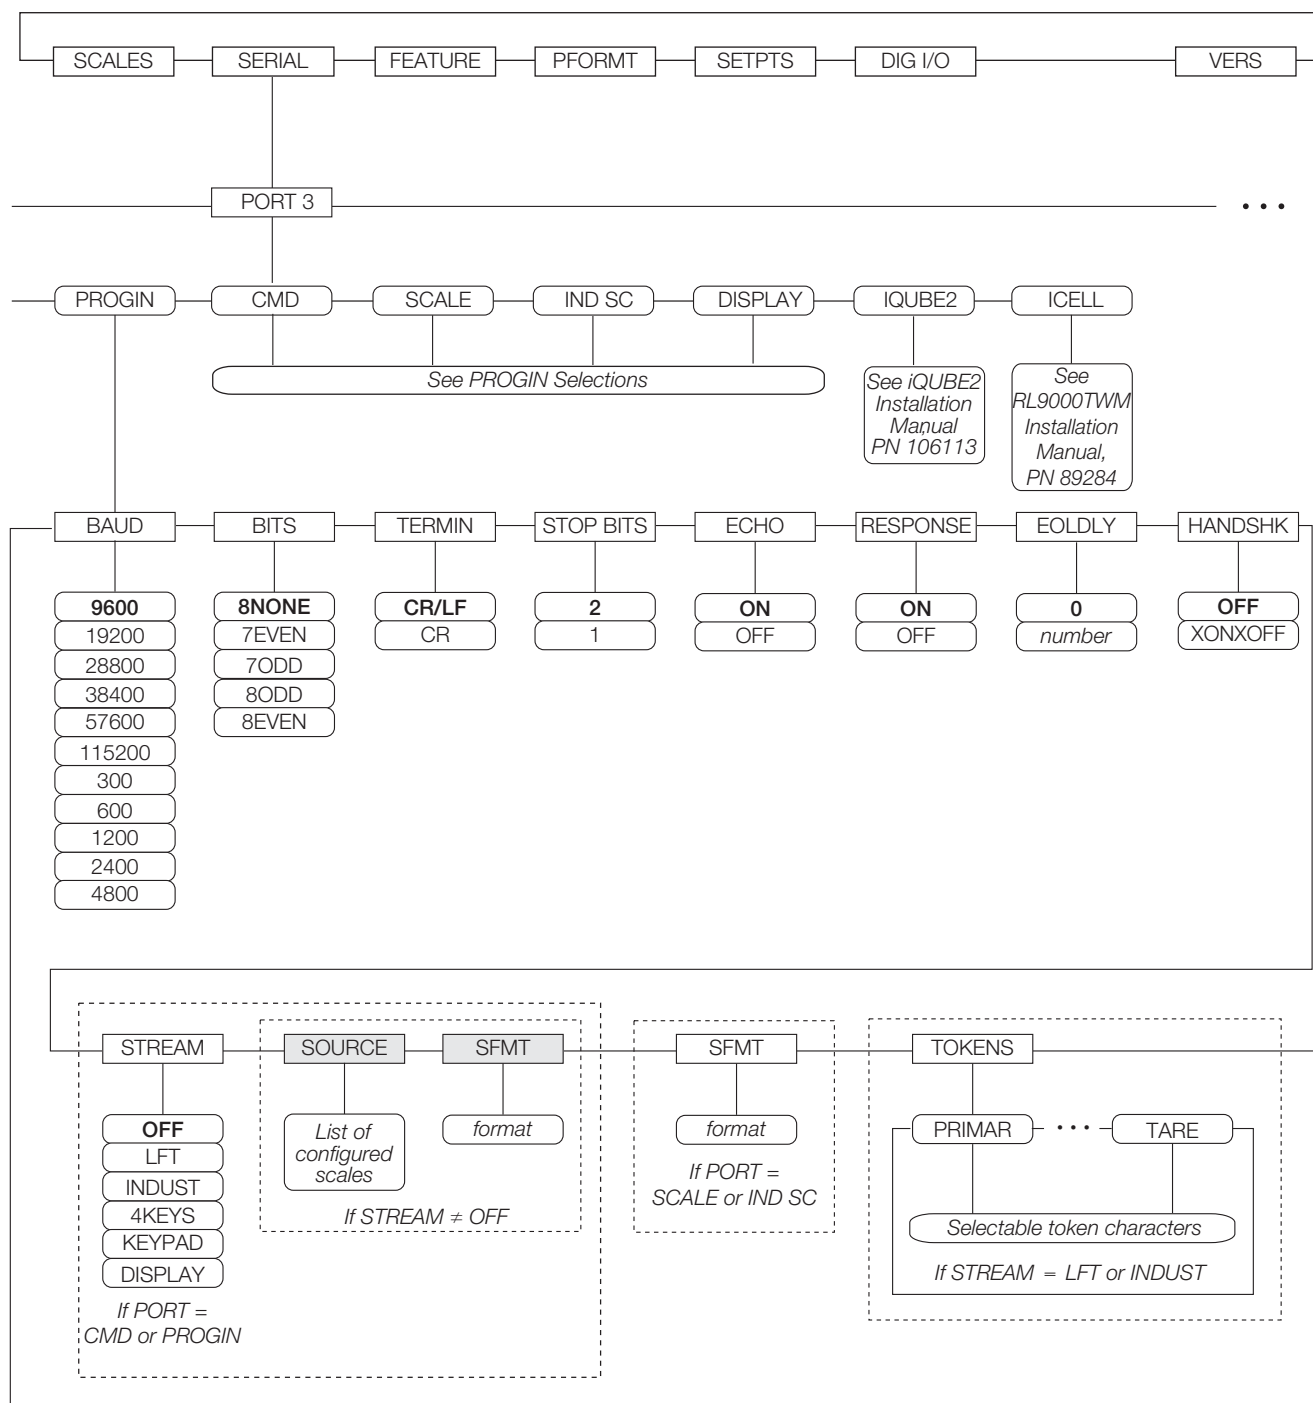 SCALES SERIAL FEATURE PFORMT SETPTS DIG I/O VERS
PORT 3 • • •
PROGIN CMD SCALE IND SC DISPLAY IQUBE2 ICELL
See PROGIN Selections
See iQUBE2
Installation
Manual,
PN 106113
See
RL9000TWM
Installation
Manual,
PN 89284
BAUD BITS TERMIN STOP BITS ECHO RESPONSE EOLDLY HANDSHK
9600 8NONE CR/LF 2 ON ON 0 OFF
19200 7EVEN CR 1 OFF OFF number XONXOFF
28800 7ODD
38400 8ODD
57600 8EVEN
115200
300
600
1200
2400
4800
STREAM SOURCE SFMT SFMT TOKENS
OFF
LFT
INDUST
4KEYS
KEYPAD
DISPLAY
If PORT =
CMD or PROGIN
List of
configured
scales
format
If STREAM ≠ OFF
format
If PORT =
SCALE or IND SC
PRIMAR • • • TARE
Selectable token characters
If STREAM = LFT or INDUST